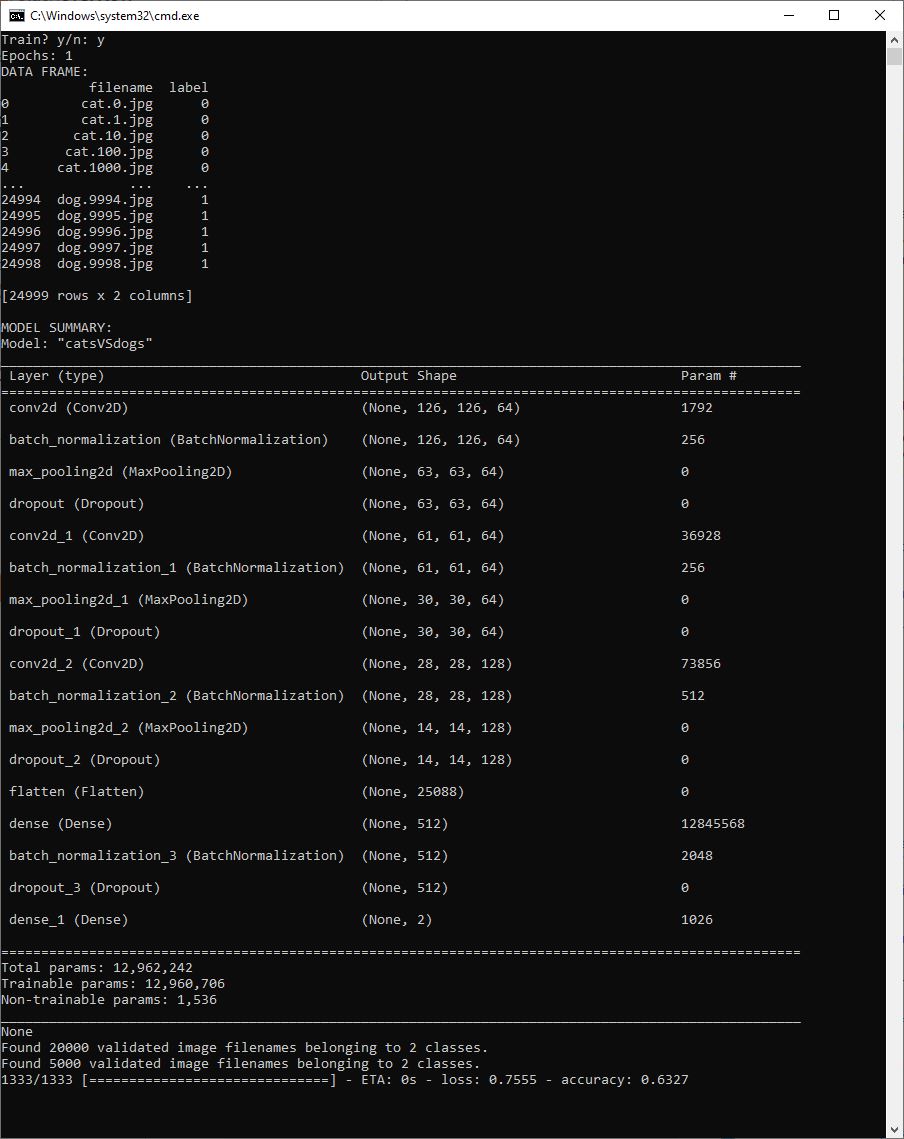 C:\Windows\system32\cmd.exe
Train? y/n: y
Epochs: 1
DATA FRAME:
filename label
0 cat.0.jpg 0
1 cat.1.jpg 0
2 cat.10.jpg 0
3 cat.100.jpg 0
4 cat.1000.jpg 0
... ... ...
24994 dog.9994.jpg 1
24995 dog.9995.jpg 1
24996 dog.9996.jpg 1
24997 dog.9997.jpg 1
24998 dog.9998.jpg 1
[24999 rows x 2 columns]
MODEL SUMMARY:
Model: "catsVSdogs"
Layer (type) Output Shape Param #
conv2d (Conv2D) (None, 126, 126, 64) 1792
batch_normalization (BatchNormalization) (None, 126, 126, 64) 256
max_pooling2d (MaxPooling2D) (None, 63, 63, 64) 0
dropout (Dropout) (None, 63, 63, 64) 0
conv2d_1 (Conv2D) (None, 61, 61, 64) 36928
batch_normalization_1 (BatchNormalization) (None, 61, 61, 64) 256
max_pooling2d_1 (MaxPooling2D) (None, 30, 30, 64) 0
dropout_1 (Dropout) (None, 30, 30, 64) 0
conv2d_2 (Conv2D) (None, 28, 28, 128) 73856
batch_normalization_2 (BatchNormalization) (None, 28, 28, 128) 512
max_pooling2d_2 (MaxPooling2D) (None, 14, 14, 128) 0
dropout_2 (Dropout) (None, 14, 14, 128) 0
flatten (Flatten) (None, 25088) 0
dense (Dense) (None, 512) 12845568
batch_normalization_3 (BatchNormalization) (None, 512) 2048
dropout_3 (Dropout) (None, 512) 0
dense_1 (Dense) (None, 2) 1026
Total params: 12,962,242
Trainable params: 12,960,706
Non-trainable params: 1,536
None
Found 20000 validated image filenames belonging to 2 classes.
Found 5000 validated image filenames belonging to 2 classes.
1333/1333 [==============================] - ETA: 0s - loss: 0.7555 - accuracy: 0.6327